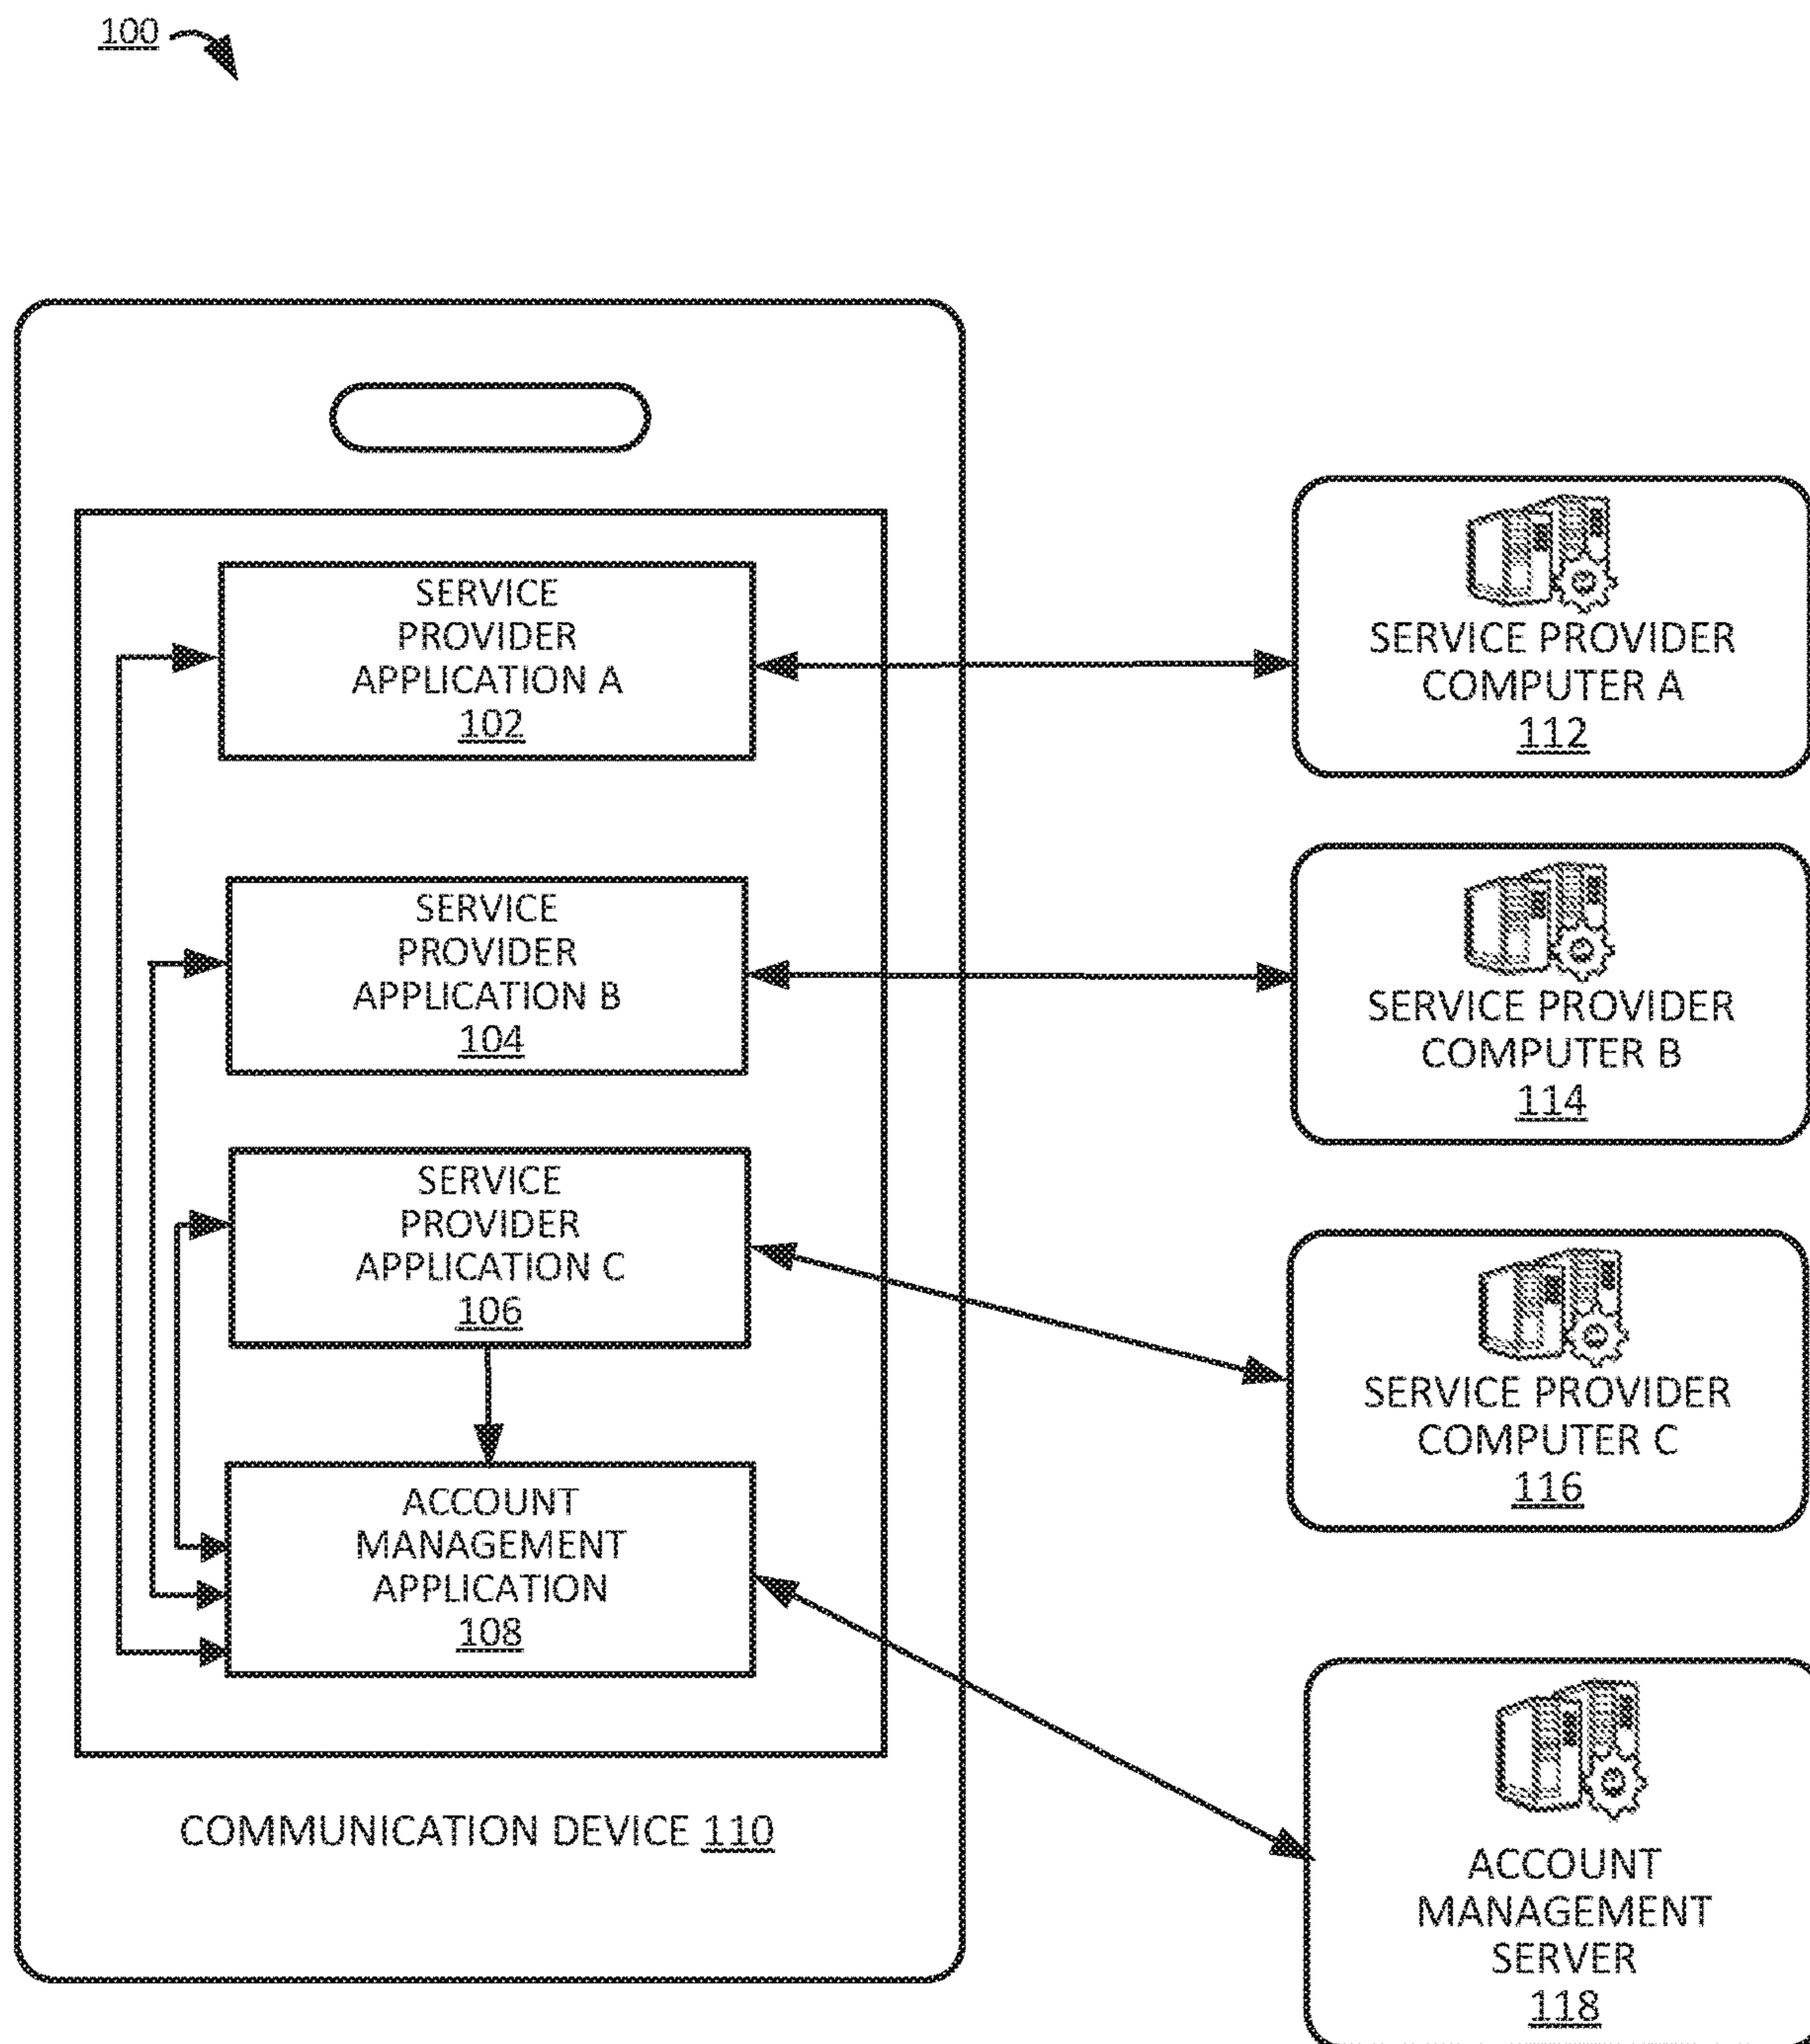 100
SERVICE
PROVIDER
APPLICATION A
102
SERVICE
PROVIDER
APPLICATION B
104
SERVICE
PROVIDER
APPLICATION C
106
ACCOUNT
MANAGEMENT
APPLICATION
108
COMMUNICATION DEVICE 110
SERVICE PROVIDER
COMPUTER A
112
SERVICE PROVIDER
COMPUTER B
114
SERVICE PROVIDER
COMPUTER C
116
ACCOUNT
MANAGEMENT
SERVER
118